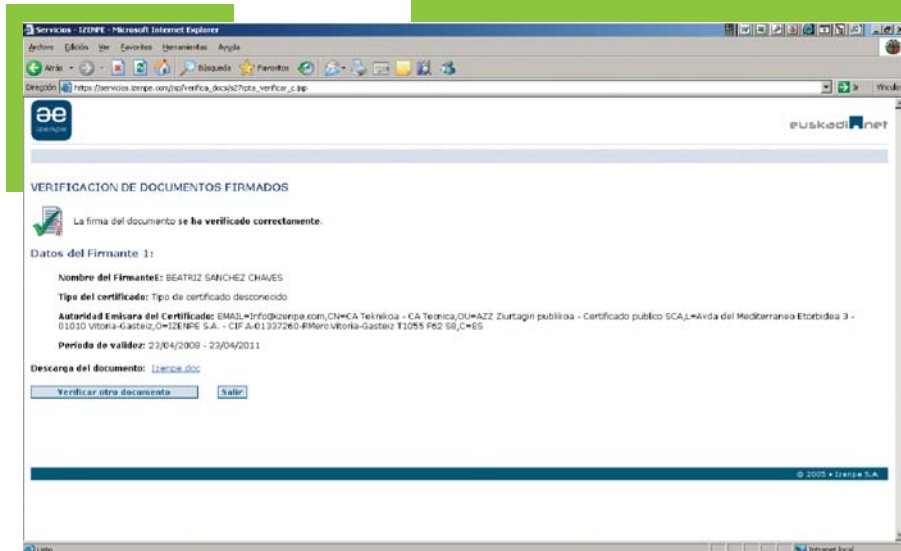 Servicios - IZENPE - Microsoft Internet Explorer
Archivo Edición Ver Favoritos Herramientas Ayuda
Atrás Búsqueda Favoritos
Dirección https://servicios.izenpe.com/jsp/verifica_docs/s27rpta_verificar_c.jsp Ir Vínculos
izenpe
euskadi net
VERIFICACION DE DOCUMENTOS FIRMADOS
La firma del documento se ha verificado correctamente.
Datos del Firmante 1:
Nombre del FirmanteE: BEATRIZ SANCHEZ CHAVES
Tipo del certificado: Tipo de certificado desconocido
Autoridad Emisora del Certificado: EMAIL=Info@izenpe.com,CN=CA Teknikoa - CA Tecnica,OU=AZZ Ziurtagiri publikoa - Certificado publico SCA,L=Avda del Mediterraneo Etorbidea 3 -
01010 Vitoria-Gasteiz,O=IZENPE S.A. - CIF A-01337260-RMerc.Vitoria-Gasteiz T1055 F62 S8,C=ES
Periodo de validez: 23/04/2008 - 23/04/2011
Descarga del documento: Izenpe.doc
Verificar otro documento Salir
© 2005 • Izenpe S.A.
Listo Intranet local